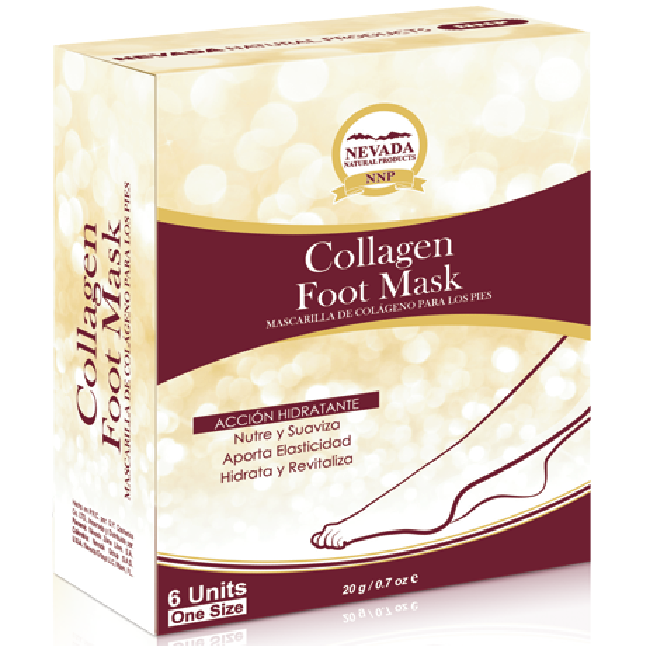 NEVADA NATURAL PRODUCTS
NEVADA
NATURAL PRODUCTS
NNP
Collagen
Foot Mask
MASCARILLA DE COLÁGENO PARA LOS PIES
ACCIÓN HIDRATANTE
Nutre y Suaviza
Aporta Elasticidad
Hidrata y Revitaliza
6 Units
One Size
20 g / 0.7 oz e
Collagen
Foot Mask
MASCARILLA DE COLÁGENO PARA LOS PIES